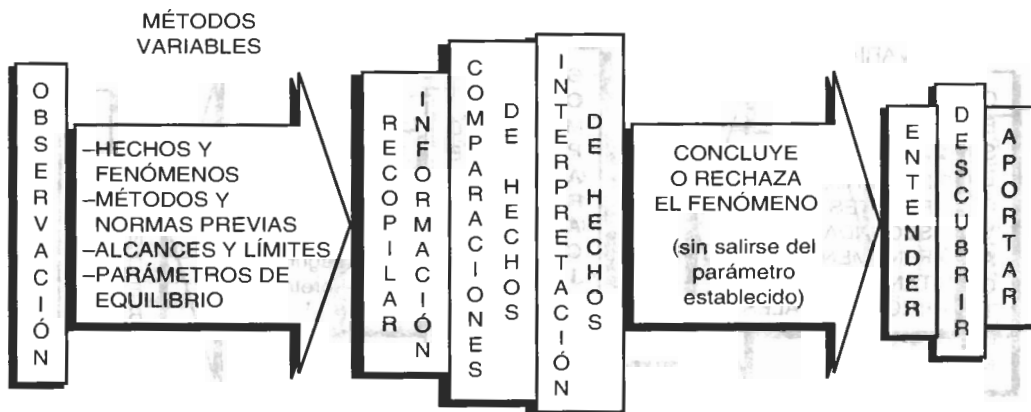 MÉTODOS
VARIABLES
OBSERVACIÓN
–HECHOS Y
FENÓMENOS
–MÉTODOS Y
NORMAS PREVIAS
–ALCANCES Y LÍMITES
–PARÁMETROS DE
EQUILIBRIO
RECOPILAR
INFORMACIÓN
COMPARACIONES
DE HECHOS
INTERPRETACIÓN
DE HECHOS
CONCLUYE
O RECHAZA
EL FENÓMENO
(sin salirse del
parámetro
establecido)
ENTENDER
DESCUBRIR
APORTAR